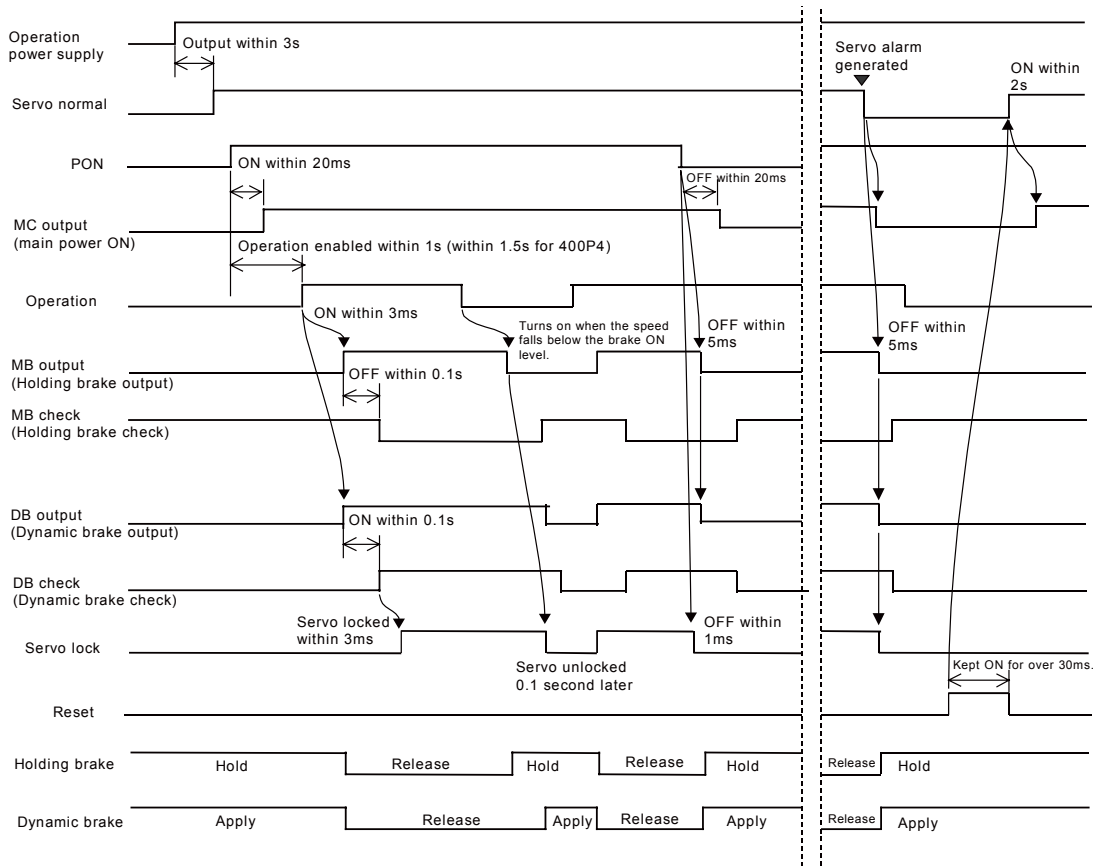 Operation
power supply
Output within 3s
Servo alarm
generated
ON within
2s
Servo normal
PON
ON within 20ms
OFF within 20ms
MC output
(main power ON)
Operation enabled within 1s (within 1.5s for 400P4)
Operation
ON within 3ms
Turns on when the speed
falls below the brake ON
level.
OFF within
5ms
OFF within
5ms
MB output
(Holding brake output)
OFF within 0.1s
MB check
(Holding brake check)
DB output
(Dynamic brake output)
ON within 0.1s
DB check
(Dynamic brake check)
Servo locked
within 3ms
OFF within
1ms
Servo lock
Servo unlocked
0.1 second later
Kept ON for over 30ms.
Reset
Holding brake
Hold
Release
Hold
Release
Hold
Release
Hold
Dynamic brake
Apply
Release
Apply
Release
Apply
Release
Apply